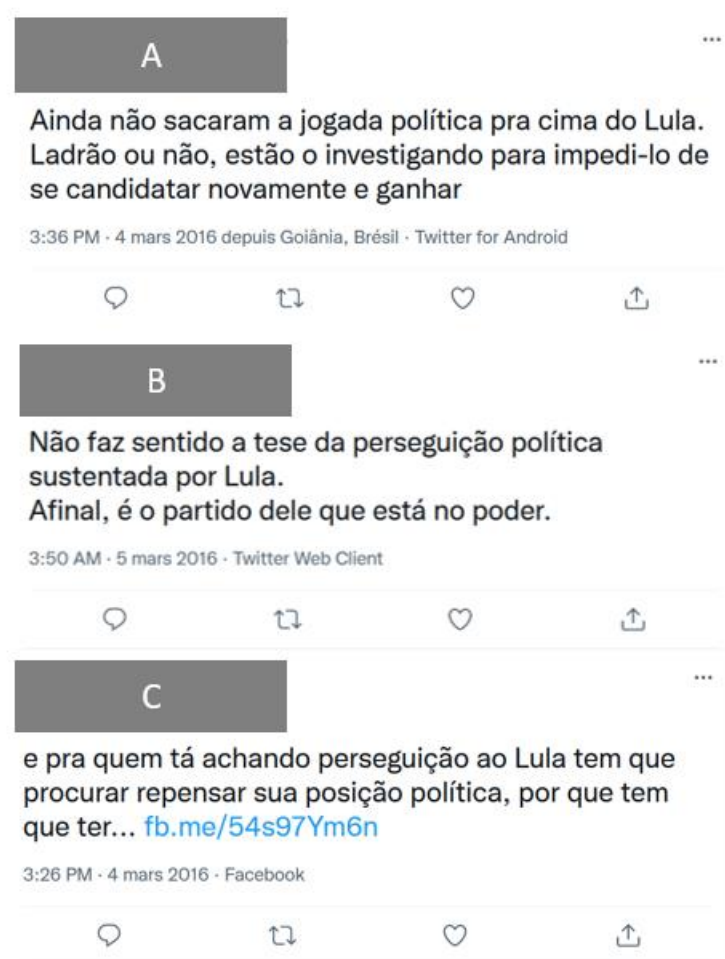 A
...
Ainda não sacaram a jogada política pra cima do Lula.
Ladrão ou não, estão o investigando para impedi-lo de
se candidatar novamente e ganhar
3:36 PM · 4 mars 2016 depuis Goiânia, Brésil · Twitter for Android
B
...
Não faz sentido a tese da perseguição política
sustentada por Lula.
Afinal, é o partido dele que está no poder.
3:50 AM · 5 mars 2016 · Twitter Web Client
C
...
e pra quem tá achando perseguição ao Lula tem que
procurar repensar sua posição política, por que tem
que ter... fb.me/54s97Ym6n
3:26 PM · 4 mars 2016 · Facebook